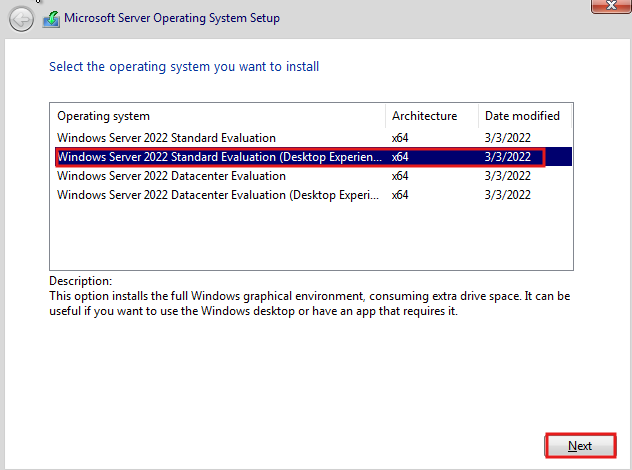 Microsoft Server Operating System Setup
Select the operating system you want to install
Operating system Architecture Date modified
Windows Server 2022 Standard Evaluation x64 3/3/2022
Windows Server 2022 Standard Evaluation (Desktop Experien... x64 3/3/2022
Windows Server 2022 Datacenter Evaluation x64 3/3/2022
Windows Server 2022 Datacenter Evaluation (Desktop Experi... x64 3/3/2022
Description:
This option installs the full Windows graphical environment, consuming extra drive space. It can be
useful if you want to use the Windows desktop or have an app that requires it.
Next